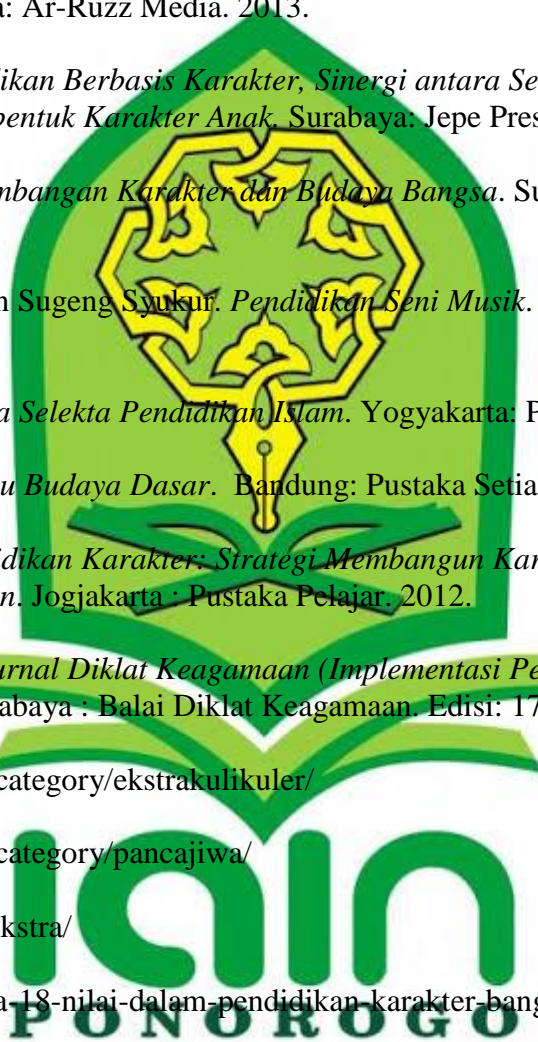 a: Ar-Ruzz Media. 2013.
dikan Berbasis Karakter, Sinergi antara Se
bentuk Karakter Anak. Surabaya: Jepe Pres
mbangan Karakter dan Budaya Bangsa. Su
n Sugeng Syukur. Pendidikan Seni Musik.
a Selekta Pendidikan Islam. Yogyakarta: P
u Budaya Dasar. Bandung: Pustaka Setia
didikan Karakter: Strategi Membangun Kar
n. Jogjakarta : Pustaka Pelajar. 2012.
urnal Diklat Keagamaan (Implementasi Pe
abaya : Balai Diklat Keagamaan. Edisi: 17
category/ekstrakulikuler/
category/pancajiwa/
kstra/
iain
a-18-nilai-dalam-pendidikan-karakter-bang
PONOROGO